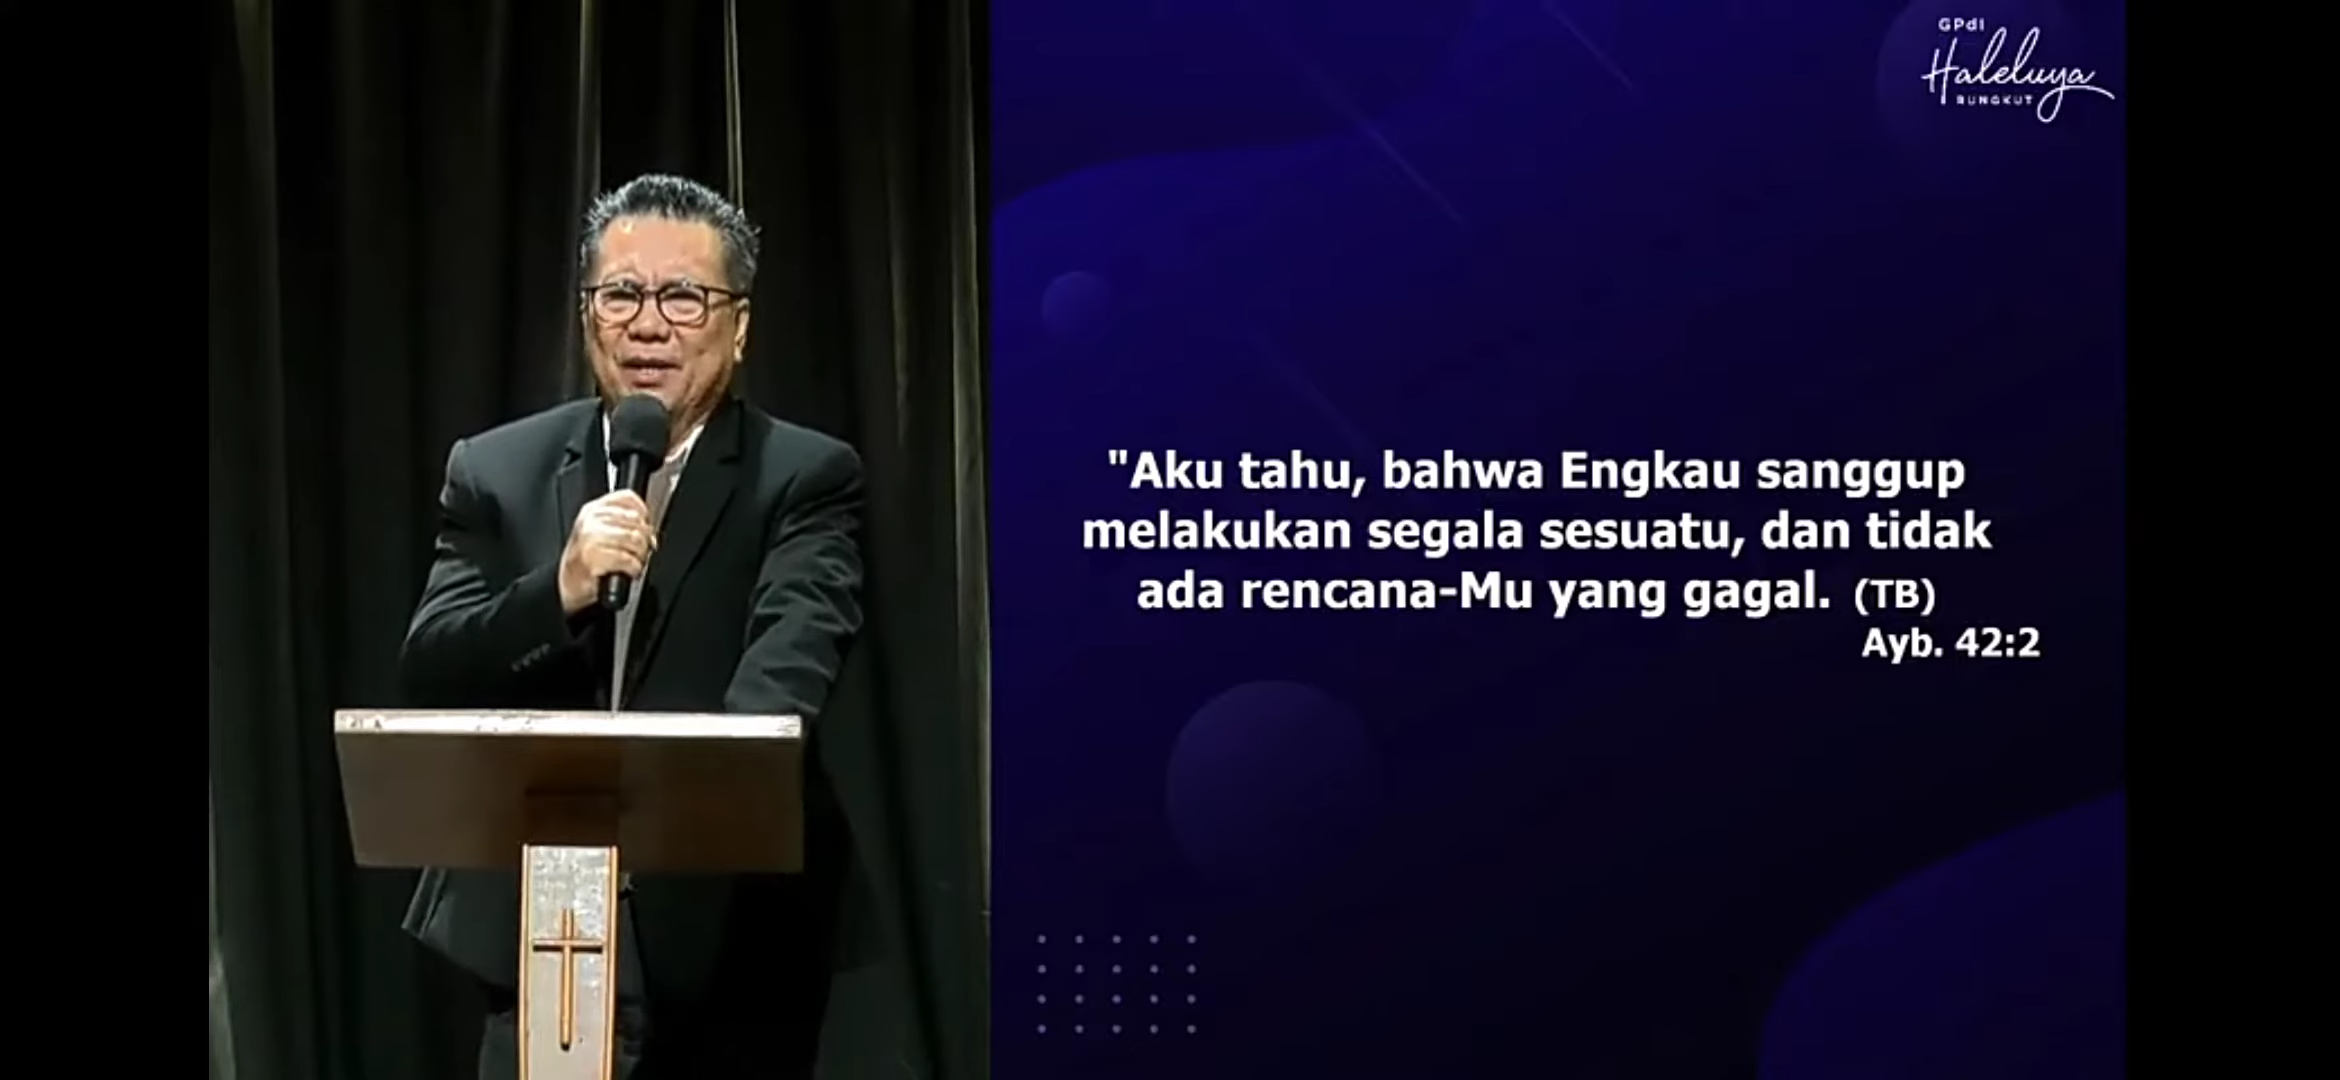 GPdI
Haleluya
RUNGKUT
"Aku tahu, bahwa Engkau sanggup
melakukan segala sesuatu, dan tidak
ada rencana-Mu yang gagal. (TB)
Ayb. 42:2